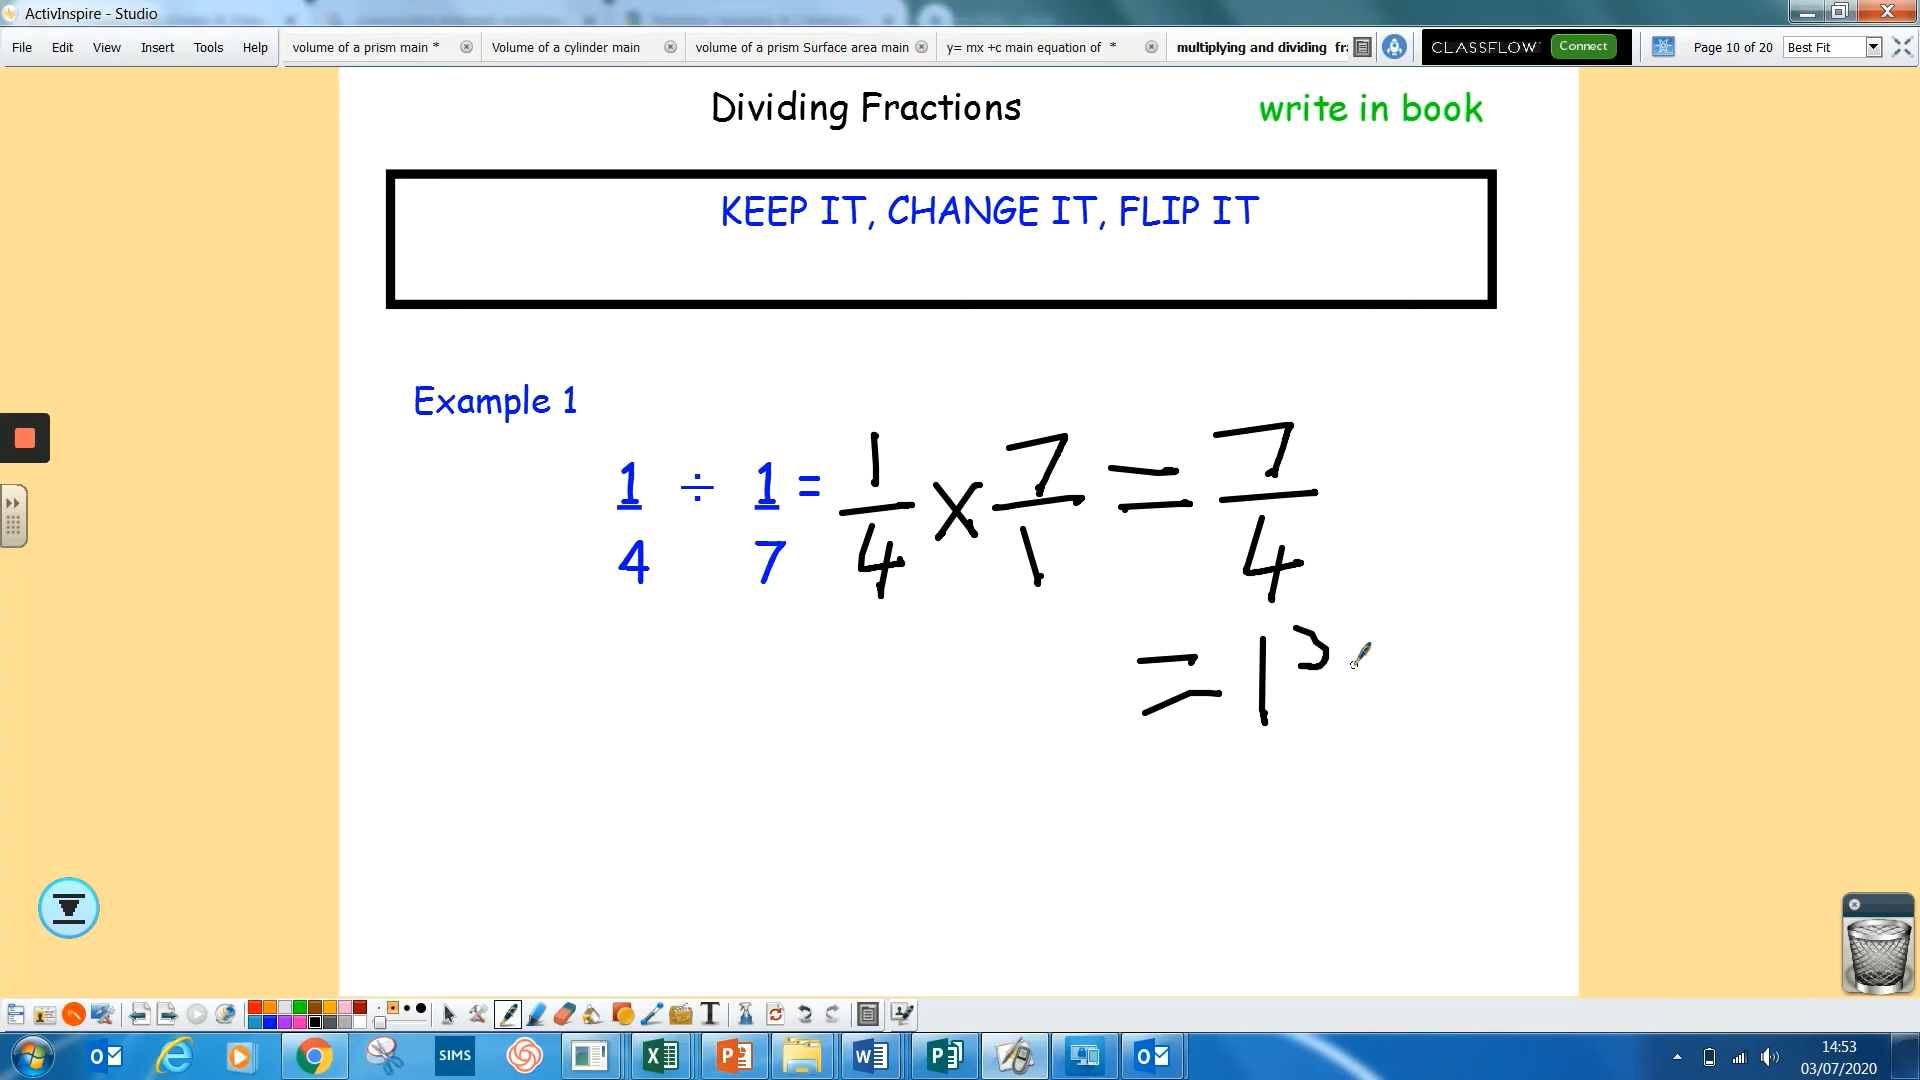 ActivInspire - Studio
File Edit View Insert Tools Help
volume of a prism main * Volume of a cylinder main volume of a prism Surface area main y= mx +c main equation of * multiplying and dividing fr
CLASSFLOW Connect Page 10 of 20 Best Fit
Dividing Fractions write in book
KEEP IT, CHANGE IT, FLIP IT
Example 1
1 ÷ 1 = 1 × 7 = 7
4 7 4 1 4
= 1 3
T
SIMS
14:53
03/07/2020